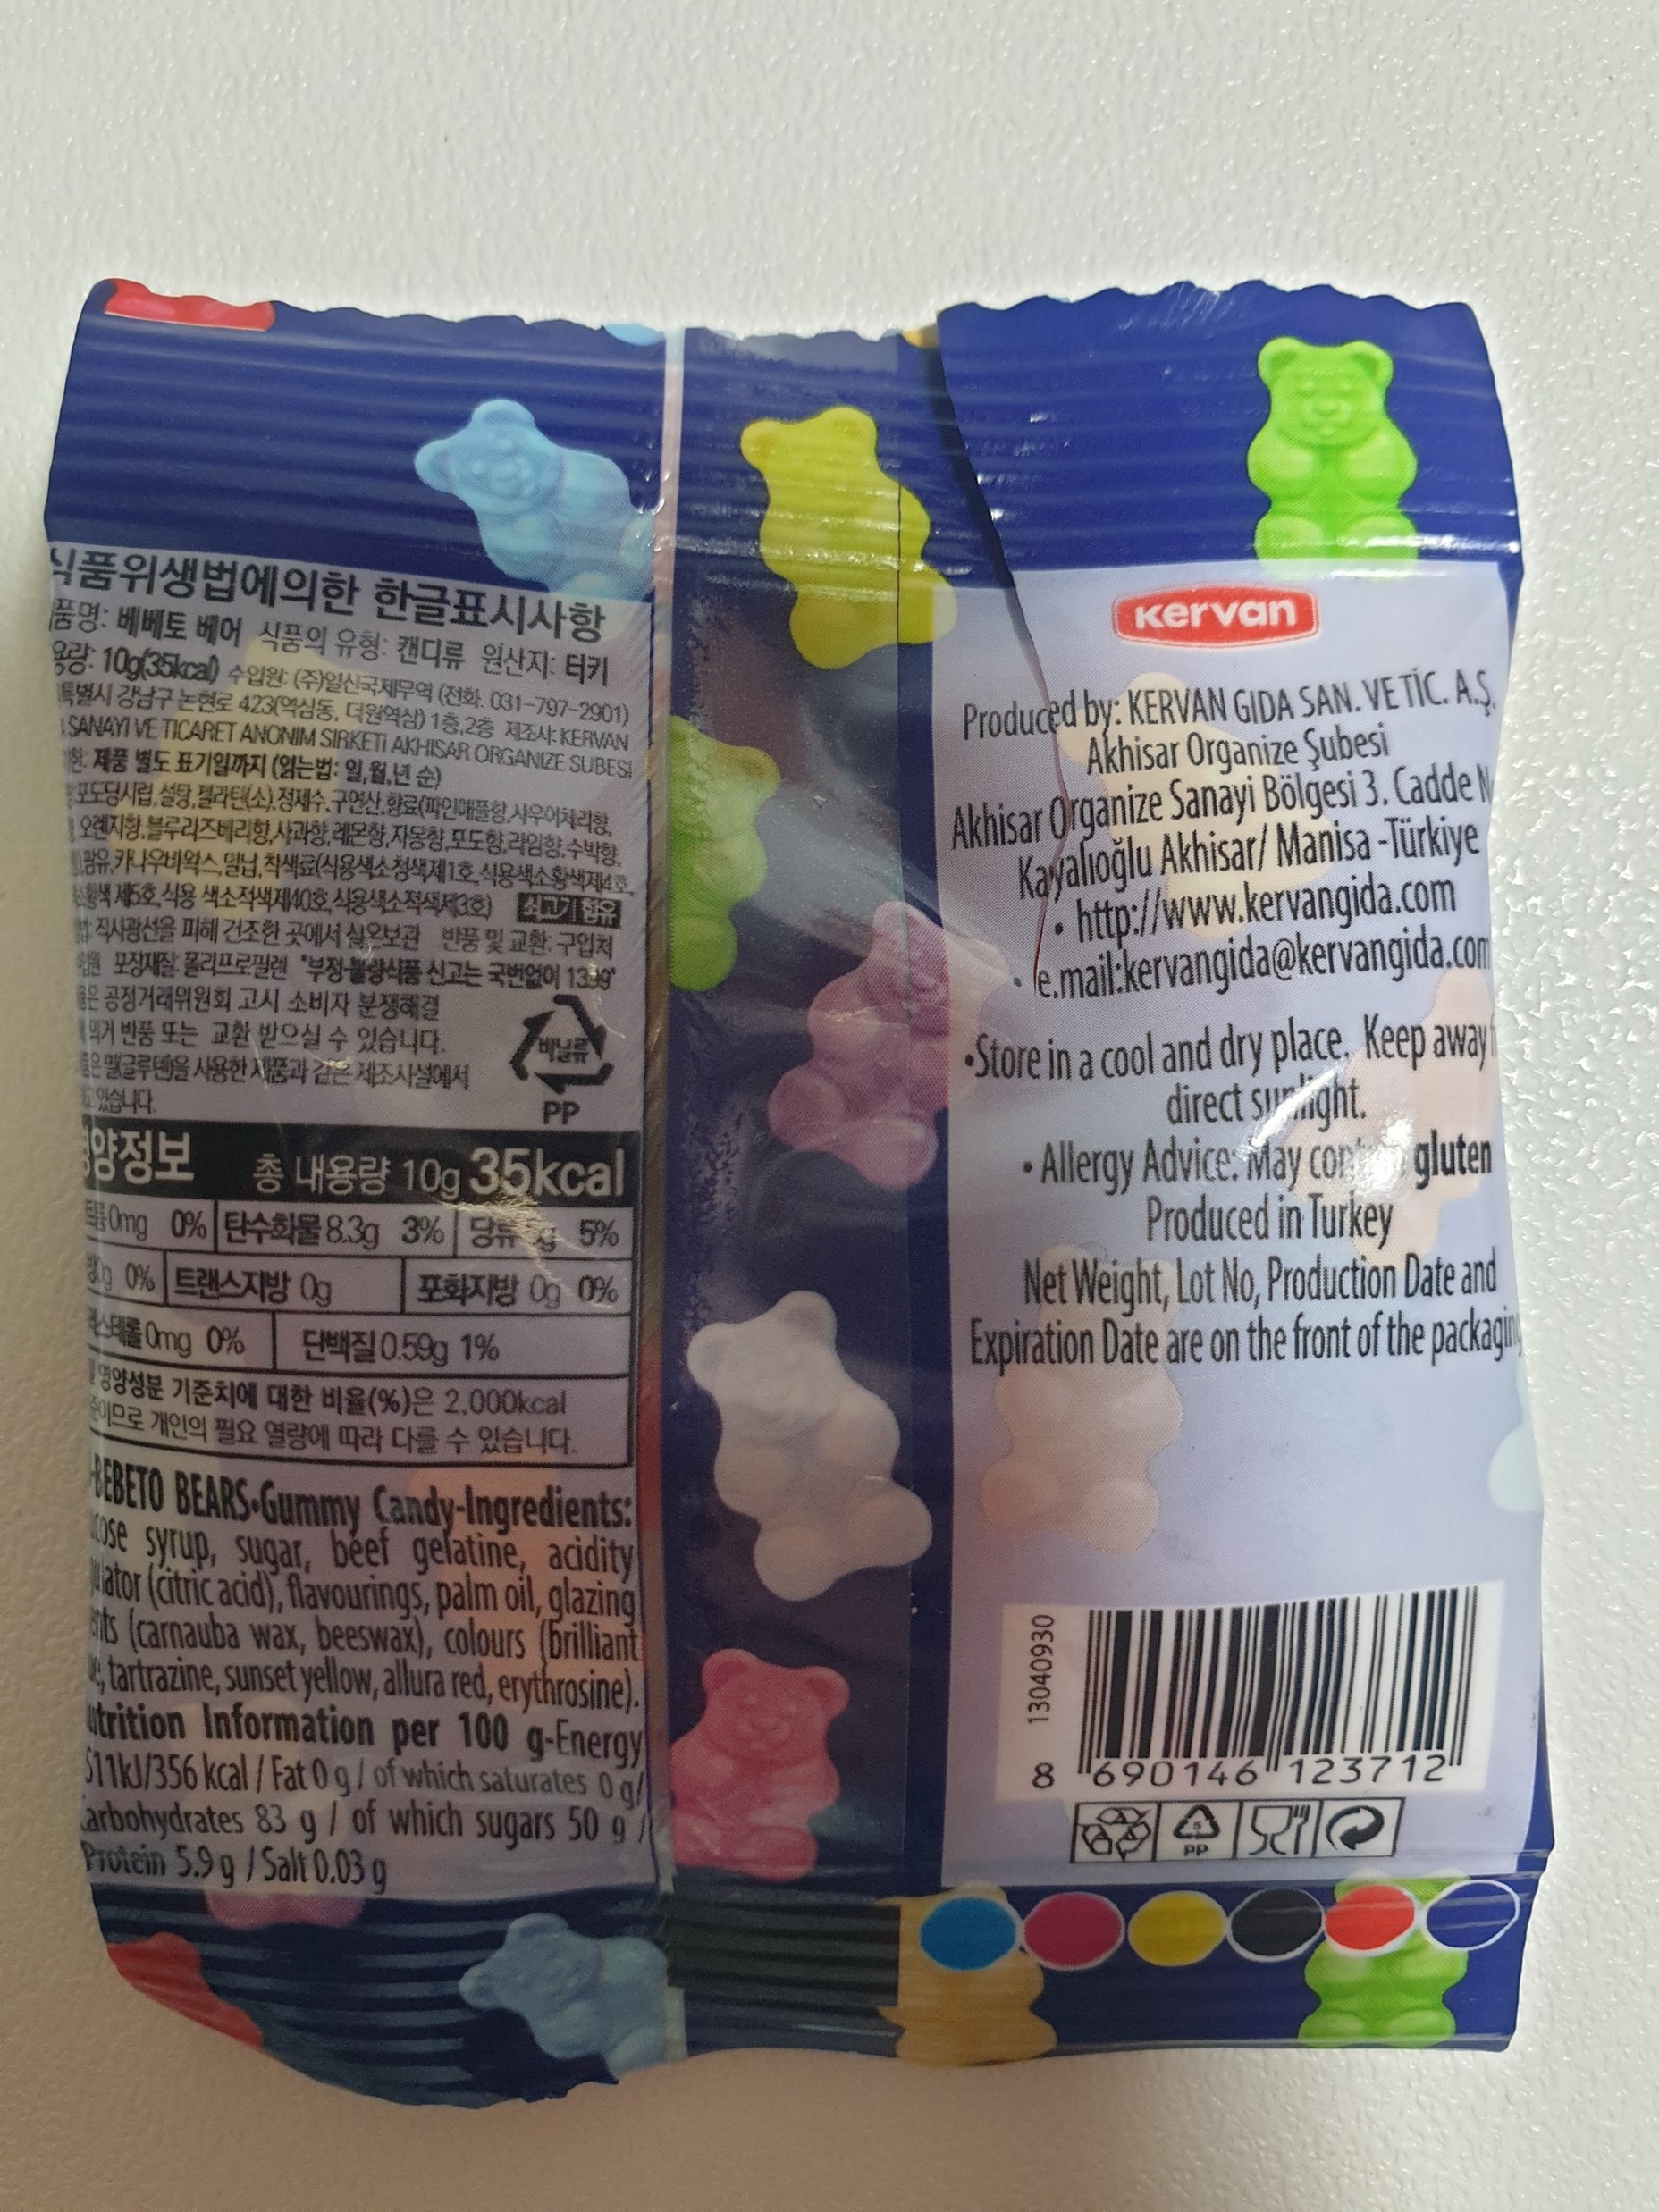 식품위생법에의한 한글표시사항
품명: 베베토 베어 식품의 유형: 캔디류 원산지: 터키
용량: 10g(35kcal) 수입원: (주)일신국제무역 (전화. 031-797-2901)
특별시 강남구 논현로 423(역삼동, 더원역삼) 1층,2층 제조사: KERVAN
SANAYI VE TICARET ANONIM SIRKETI AKHISAR ORGANIZE SUBESI
한: 제품 별도 표기일까지 (읽는법: 일,월,년 순)
포도당시럽, 설탕, 젤라틴(소), 정제수, 구연산, 향료(파인애플향, 사우어체리향,
오렌지향, 블루라즈베리향, 사과향, 레몬향, 자몽향, 포도향, 라임향, 수박향,
팜유, 카나우바왁스, 밀납, 착색료(식용색소청색제1호, 식용색소황색제4호,
황색 제5호, 식용 색소적색제40호, 식용색소적색제3호) 쇠고기 함유
직사광선을 피해 건조한 곳에서 실온보관 반품 및 교환: 구입처
포장재질: 폴리프로필렌 "부정·불량식품 신고는 국번없이 1399"
은 공정거래위원회 고시 소비자 분쟁해결
의거 반품 또는 교환 받으실 수 있습니다.
은 밀(글루텐)을 사용한 제품과 같은 제조시설에서
있습니다.
비닐류
PP
영양정보 총 내용량 10g 35kcal
0mg 0% 탄수화물 8.3g 3% 당류 5%
0g 0% 트랜스지방 0g 포화지방 0g 0%
0mg 0% 단백질 0.59g 1%
영양성분 기준치에 대한 비율(%)은 2,000kcal
이므로 개인의 필요 열량에 따라 다를 수 있습니다.
BEBETO BEARS•Gummy Candy-Ingredients:
syrup, sugar, beef gelatine, acidity
(citric acid), flavourings, palm oil, glazing
(carnauba wax, beeswax), colours (brilliant
tartrazine, sunset yellow, allura red, erythrosine).
Nutrition Information per 100 g-Energy
511kJ/356 kcal / Fat 0 g / of which saturates 0 g/
Carbohydrates 83 g / of which sugars 50 g /
Protein 5.9 g / Salt 0.03 g
kervan
Produced by: KERVAN GIDA SAN. VE TİC. A.Ş.
Akhisar Organize Şubesi
Akhisar Organize Sanayi Bölgesi 3. Cadde
Kayalıoğlu Akhisar/ Manisa -Türkiye
• http://www.kervangida.com
• e.mail:kervangida@kervangida.com
•Store in a cool and dry place. Keep away
direct sunlight.
• Allergy Advice: May gluten
Produced in Turkey
Net Weight, Lot No, Production Date and
Expiration Date are on the front of the packaging
13040930
8 690146 123712
5
PP